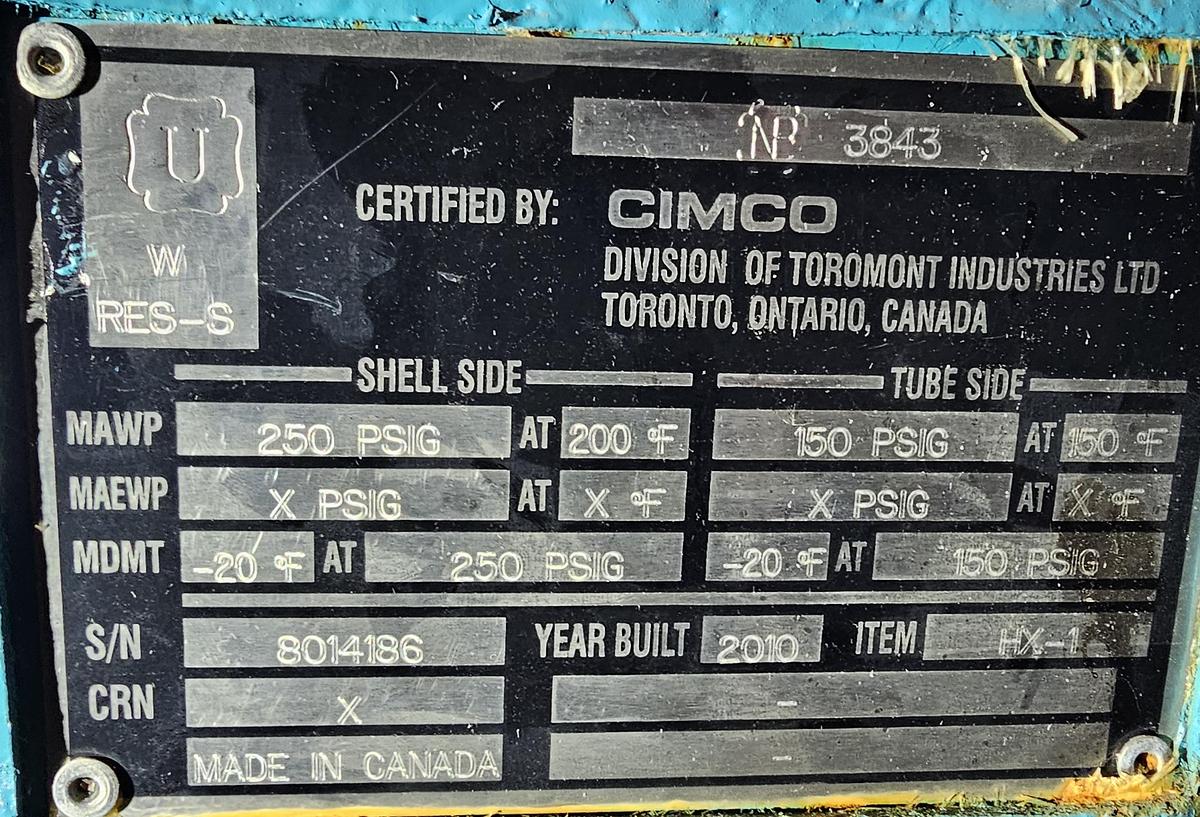 U
W
RES-S
NB 3843
CERTIFIED BY: CIMCO
DIVISION OF TOROMONT INDUSTRIES LTD
TORONTO, ONTARIO, CANADA
SHELL SIDE TUBE SIDE
MAWP 250 PSIG AT 200 °F 150 PSIG AT 150 °F
MAEWP X PSIG AT X °F X PSIG AT X °F
MDMT -20 °F AT 250 PSIG -20 °F AT 150 PSIG
S/N 8014186 YEAR BUILT 2010 ITEM HX-1
CRN X -
MADE IN CANADA -